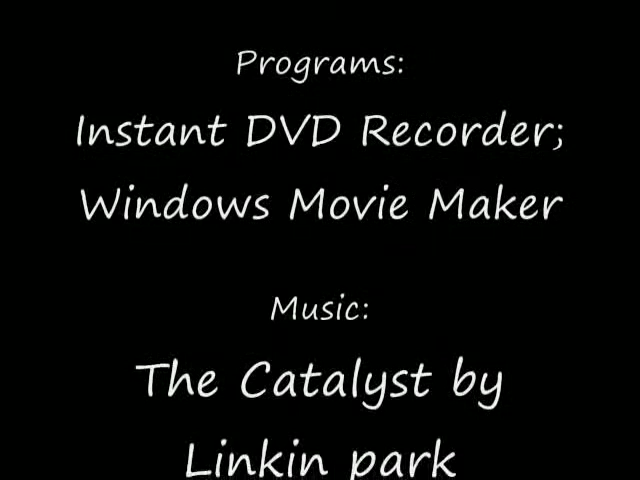 Programs:
Instant DVD Recorder;
Windows Movie Maker
Music:
The Catalyst by
Linkin park